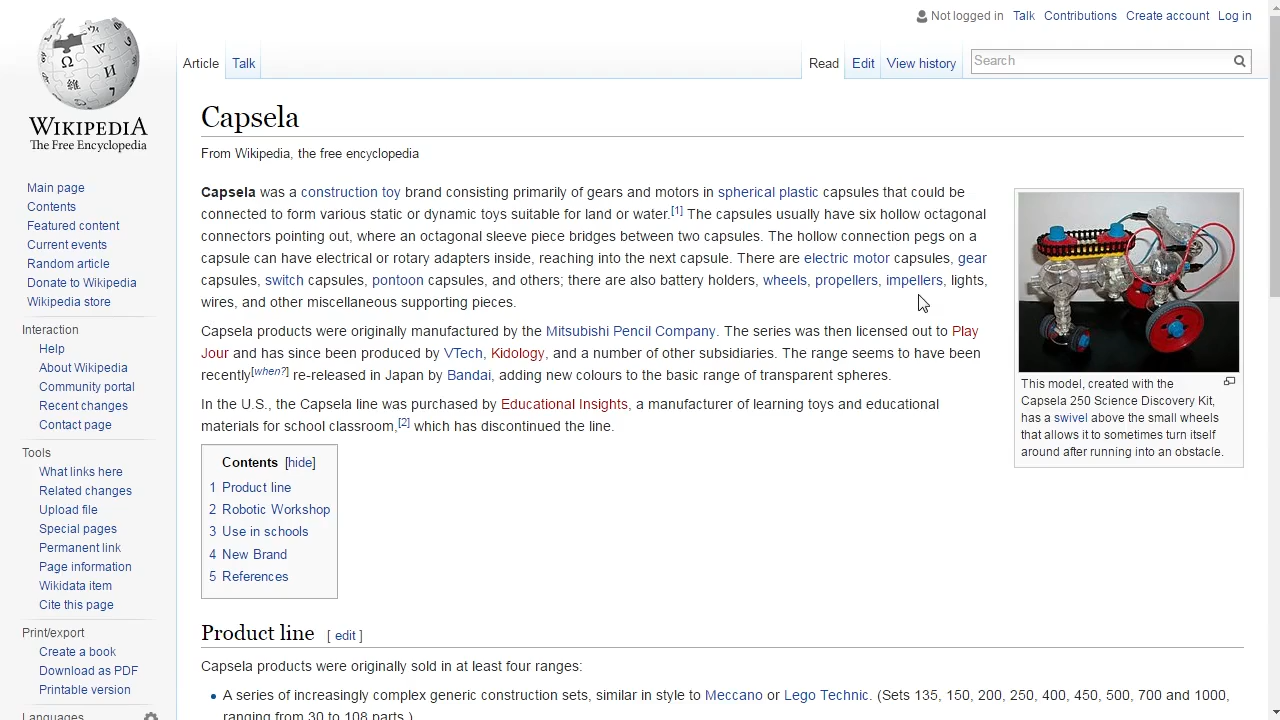 Not logged in Talk Contributions Create account Log in
Article Talk Read Edit View history Search
WIKIPEDIA
The Free Encyclopedia
Main page
Contents
Featured content
Current events
Random article
Donate to Wikipedia
Wikipedia store
Interaction
Help
About Wikipedia
Community portal
Recent changes
Contact page
Tools
What links here
Related changes
Upload file
Special pages
Permanent link
Page information
Wikidata item
Cite this page
Print/export
Create a book
Download as PDF
Printable version
Languages
Capsela
From Wikipedia, the free encyclopedia
Capsela was a construction toy brand consisting primarily of gears and motors in spherical plastic capsules that could be
connected to form various static or dynamic toys suitable for land or water.[1] The capsules usually have six hollow octagonal
connectors pointing out, where an octagonal sleeve piece bridges between two capsules. The hollow connection pegs on a
capsule can have electrical or rotary adapters inside, reaching into the next capsule. There are electric motor capsules, gear
capsules, switch capsules, pontoon capsules, and others; there are also battery holders, wheels, propellers, impellers, lights,
wires, and other miscellaneous supporting pieces.
Capsela products were originally manufactured by the Mitsubishi Pencil Company. The series was then licensed out to Play
Jour and has since been produced by VTech, Kidology, and a number of other subsidiaries. The range seems to have been
recently[when?] re-released in Japan by Bandai, adding new colours to the basic range of transparent spheres.
In the U.S., the Capsela line was purchased by Educational Insights, a manufacturer of learning toys and educational
materials for school classroom,[2] which has discontinued the line.
This model, created with the
Capsela 250 Science Discovery Kit,
has a swivel above the small wheels
that allows it to sometimes turn itself
around after running into an obstacle.
Contents [hide]
1 Product line
2 Robotic Workshop
3 Use in schools
4 New Brand
5 References
Product line [ edit ]
Capsela products were originally sold in at least four ranges:
• A series of increasingly complex generic construction sets, similar in style to Meccano or Lego Technic. (Sets 135, 150, 200, 250, 400, 450, 500, 700 and 1000,
ranging from 30 to 108 parts.)